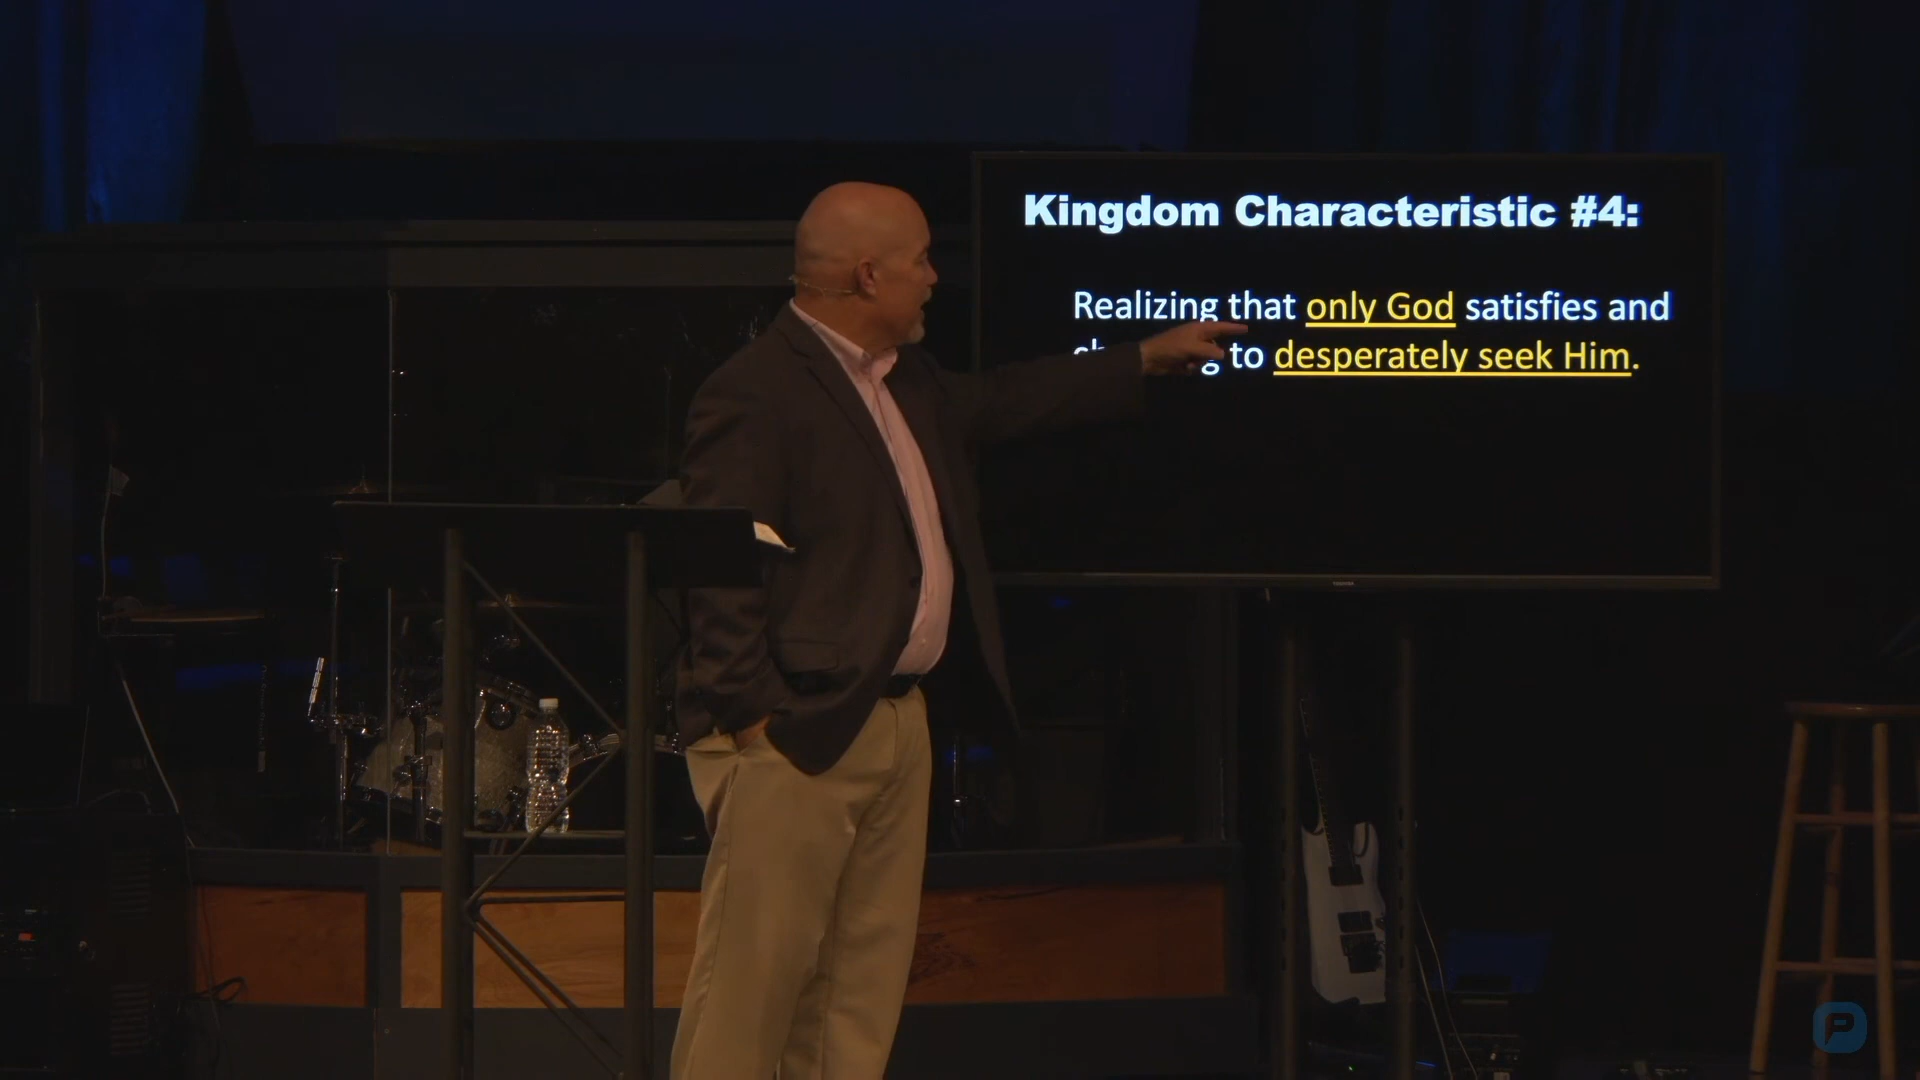 Kingdom Characteristic #4:
Realizing that only God satisfies and
to desperately seek Him.